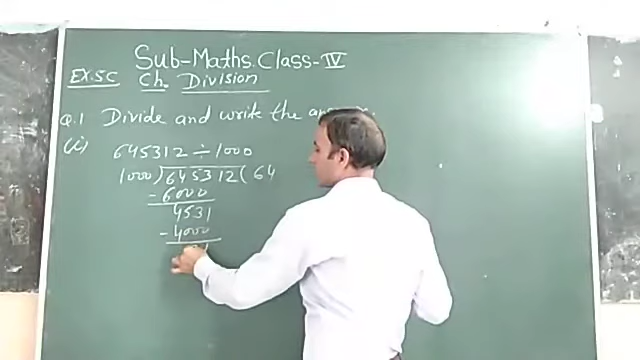 Sub-Maths. Class-IV
EX.5C Ch. Division
Q.1 Divide and write the
(i) 645312 ÷ 1000
1000)645312(64
-6000
4531
-4000